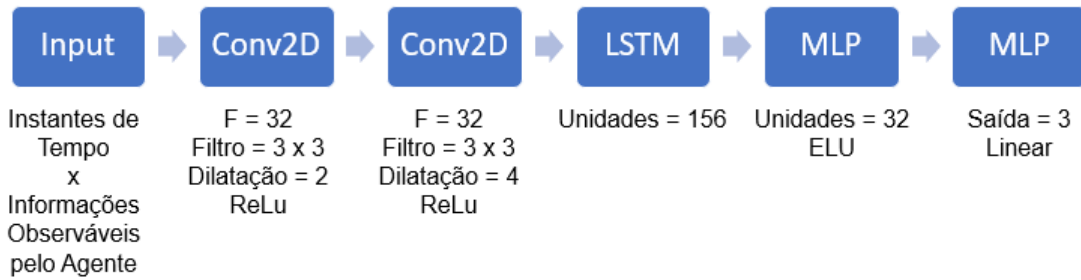 Input
Conv2D
Conv2D
LSTM
MLP
MLP
Instantes de
Tempo
x
Informações
Observáveis
pelo Agente
F = 32
Filtro = 3 x 3
Dilatação = 2
ReLu
F = 32
Filtro = 3 x 3
Dilatação = 4
ReLu
Unidades = 156
Unidades = 32
ELU
Saída = 3
Linear